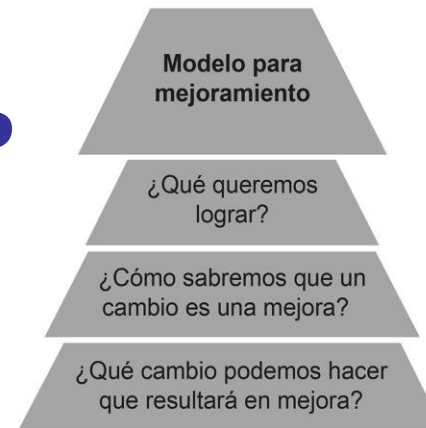 Modelo para
mejoramiento
¿Qué queremos
lograr?
¿Cómo sabremos que un
cambio es una mejora?
¿Qué cambio podemos hacer
que resultará en mejora?